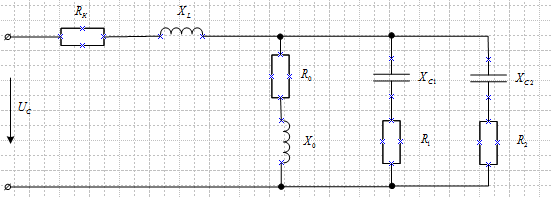 R_K X_L
R_0 X_C1 X_C2
U_C
X_0 R_1 R_2